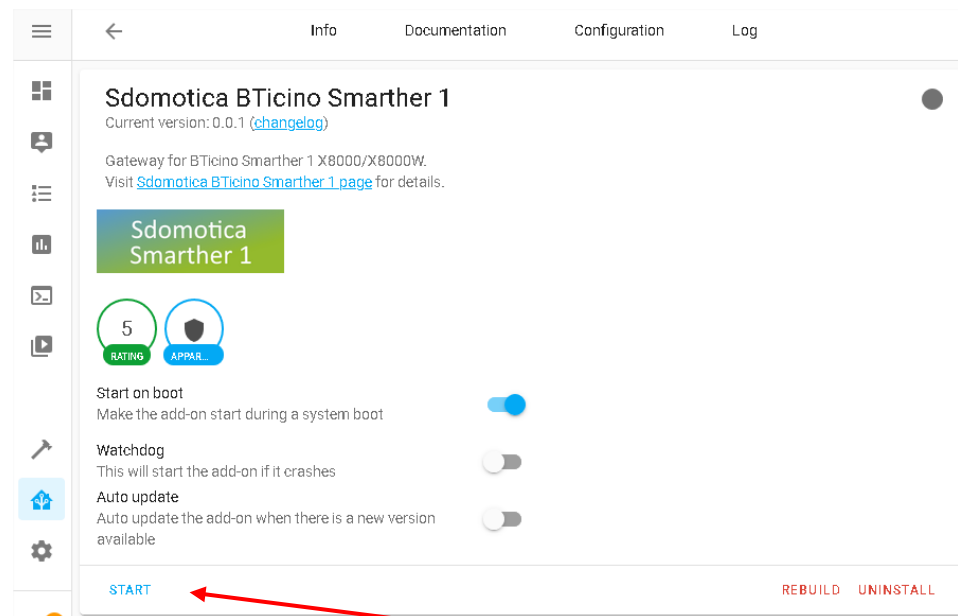 Info Documentation Configuration Log
Sdomotica BTicino Smarther 1
Current version: 0.0.1 (changelog)
Gateway for BTicino Smarther 1 X8000/X8000W.
Visit Sdomotica BTicino Smarther 1 page for details.
Sdomotica
Smarther 1
5
RATING APPAR...
Start on boot
Make the add-on start during a system boot
Watchdog
This will start the add-on if it crashes
Auto update
Auto update the add-on when there is a new version
available
START REBUILD UNINSTALL